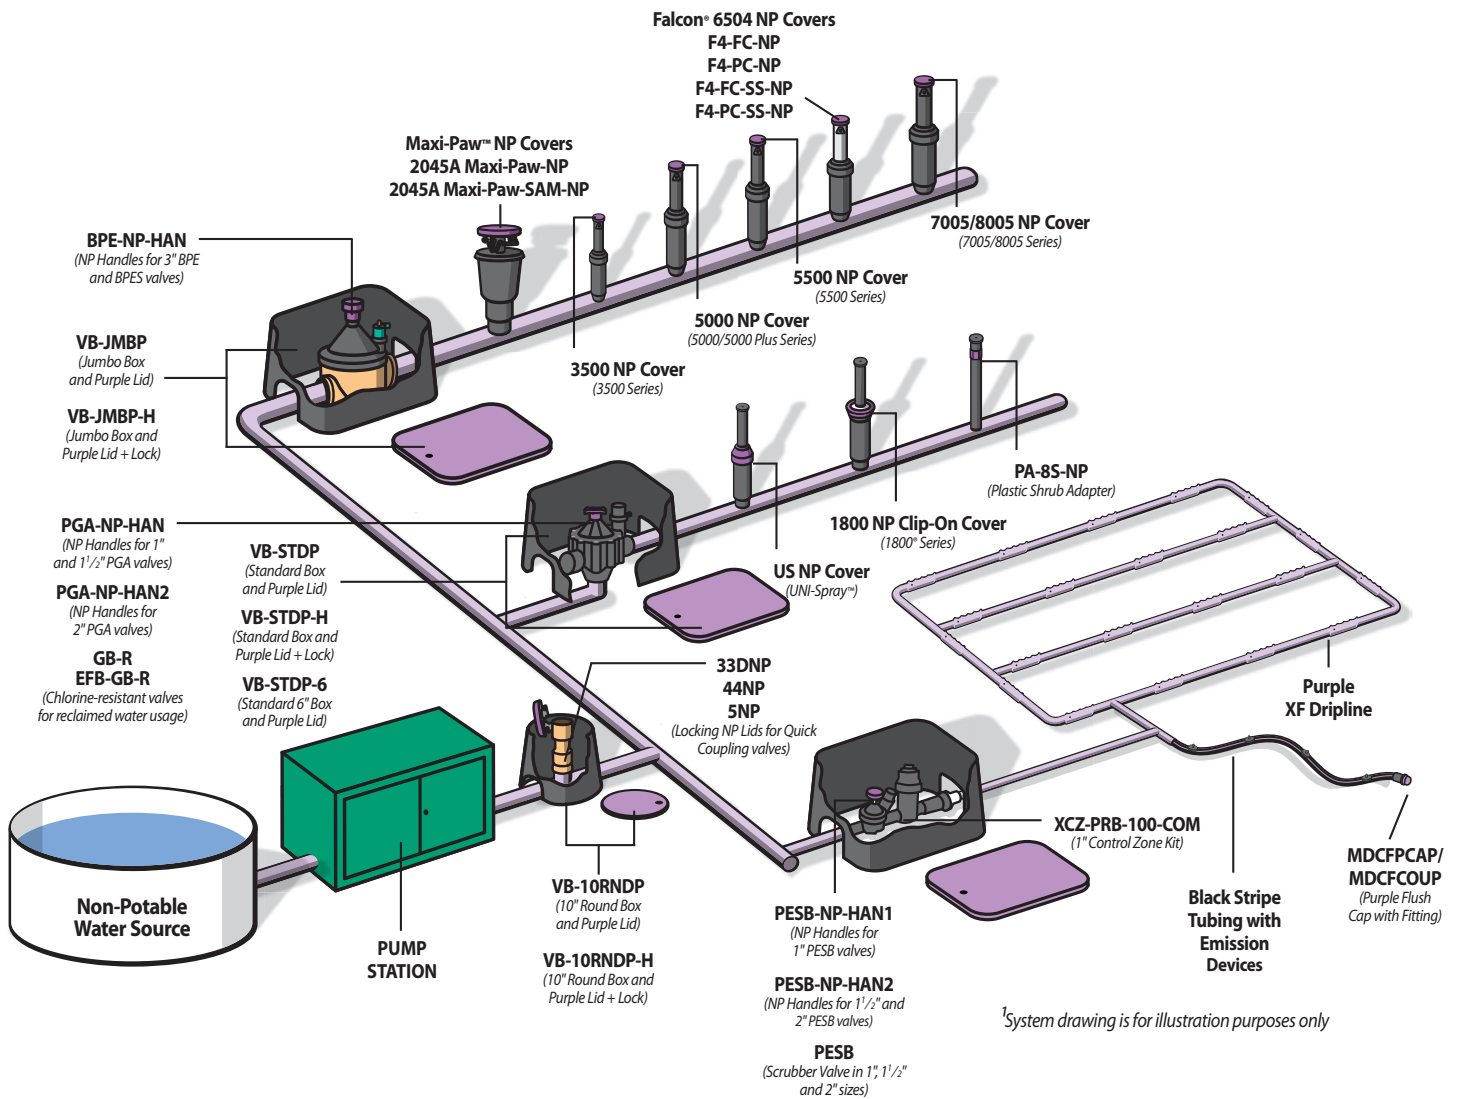 Falcon® 6504 NP Covers
F4-FC-NP
F4-PC-NP
F4-FC-SS-NP
F4-PC-SS-NP
Maxi-Paw™ NP Covers
2045A Maxi-Paw-NP
2045A Maxi-Paw-SAM-NP
7005/8005 NP Cover
(7005/8005 Series)
5500 NP Cover
(5500 Series)
5000 NP Cover
(5000/5000 Plus Series)
3500 NP Cover
(3500 Series)
BPE-NP-HAN
(NP Handles for 3" BPE
and BPES valves)
VB-JMBP
(Jumbo Box
and Purple Lid)
VB-JMBP-H
(Jumbo Box and
Purple Lid + Lock)
PA-8S-NP
(Plastic Shrub Adapter)
1800 NP Clip-On Cover
(1800® Series)
US NP Cover
(UNI-Spray™)
PGA-NP-HAN
(NP Handles for 1"
and 1 1/2" PGA valves)
PGA-NP-HAN2
(NP Handles for
2" PGA valves)
GB-R
EFB-GB-R
(Chlorine-resistant valves
for reclaimed water usage)
VB-STDP
(Standard Box
and Purple Lid)
VB-STDP-H
(Standard Box and
Purple Lid + Lock)
VB-STDP-6
(Standard 6" Box
and Purple Lid)
33DNP
44NP
5NP
(Locking NP Lids for Quick
Coupling valves)
Purple
XF Dripline
Non-Potable
Water Source
PUMP
STATION
VB-10RNDP
(10" Round Box
and Purple Lid)
VB-10RNDP-H
(10" Round Box and
Purple Lid + Lock)
XCZ-PRB-100-COM
(1" Control Zone Kit)
PESB-NP-HAN1
(NP Handles for
1" PESB valves)
PESB-NP-HAN2
(NP Handles for 1 1/2" and
2" PESB valves)
PESB
(Scrubber Valve in 1", 1 1/2"
and 2" sizes)
Black Stripe
Tubing with
Emission
Devices
MDCFPCAP/
MDCFCOUP
(Purple Flush
Cap with Fitting)
1System drawing is for illustration purposes only